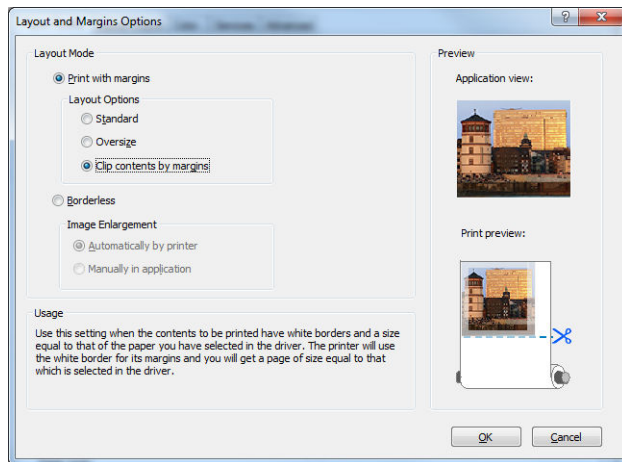 Layout and Margins Options
Layout Mode
Print with margins
Layout Options
Standard
Oversize
Clip contents by margins
Borderless
Image Enlargement
Automatically by printer
Manually in application
Usage
Use this setting when the contents to be printed have white borders and a size
equal to that of the paper you have selected in the driver. The printer will use
the white border for its margins and you will get a page of size equal to that
which is selected in the driver.
Preview
Application view:
Print preview:
OK
Cancel